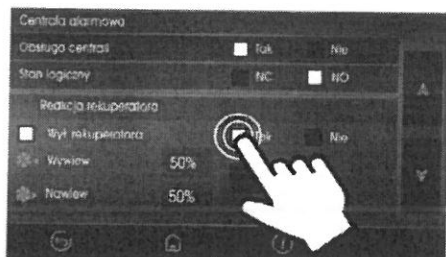 Centrala alarmowa
Obsługa centrali Tak Nie
Stan logiczny NC NO
Reakcja rekuperatora
Wył rekuperatora Tak Nie
Wywiew 50%
Nawiew 50%